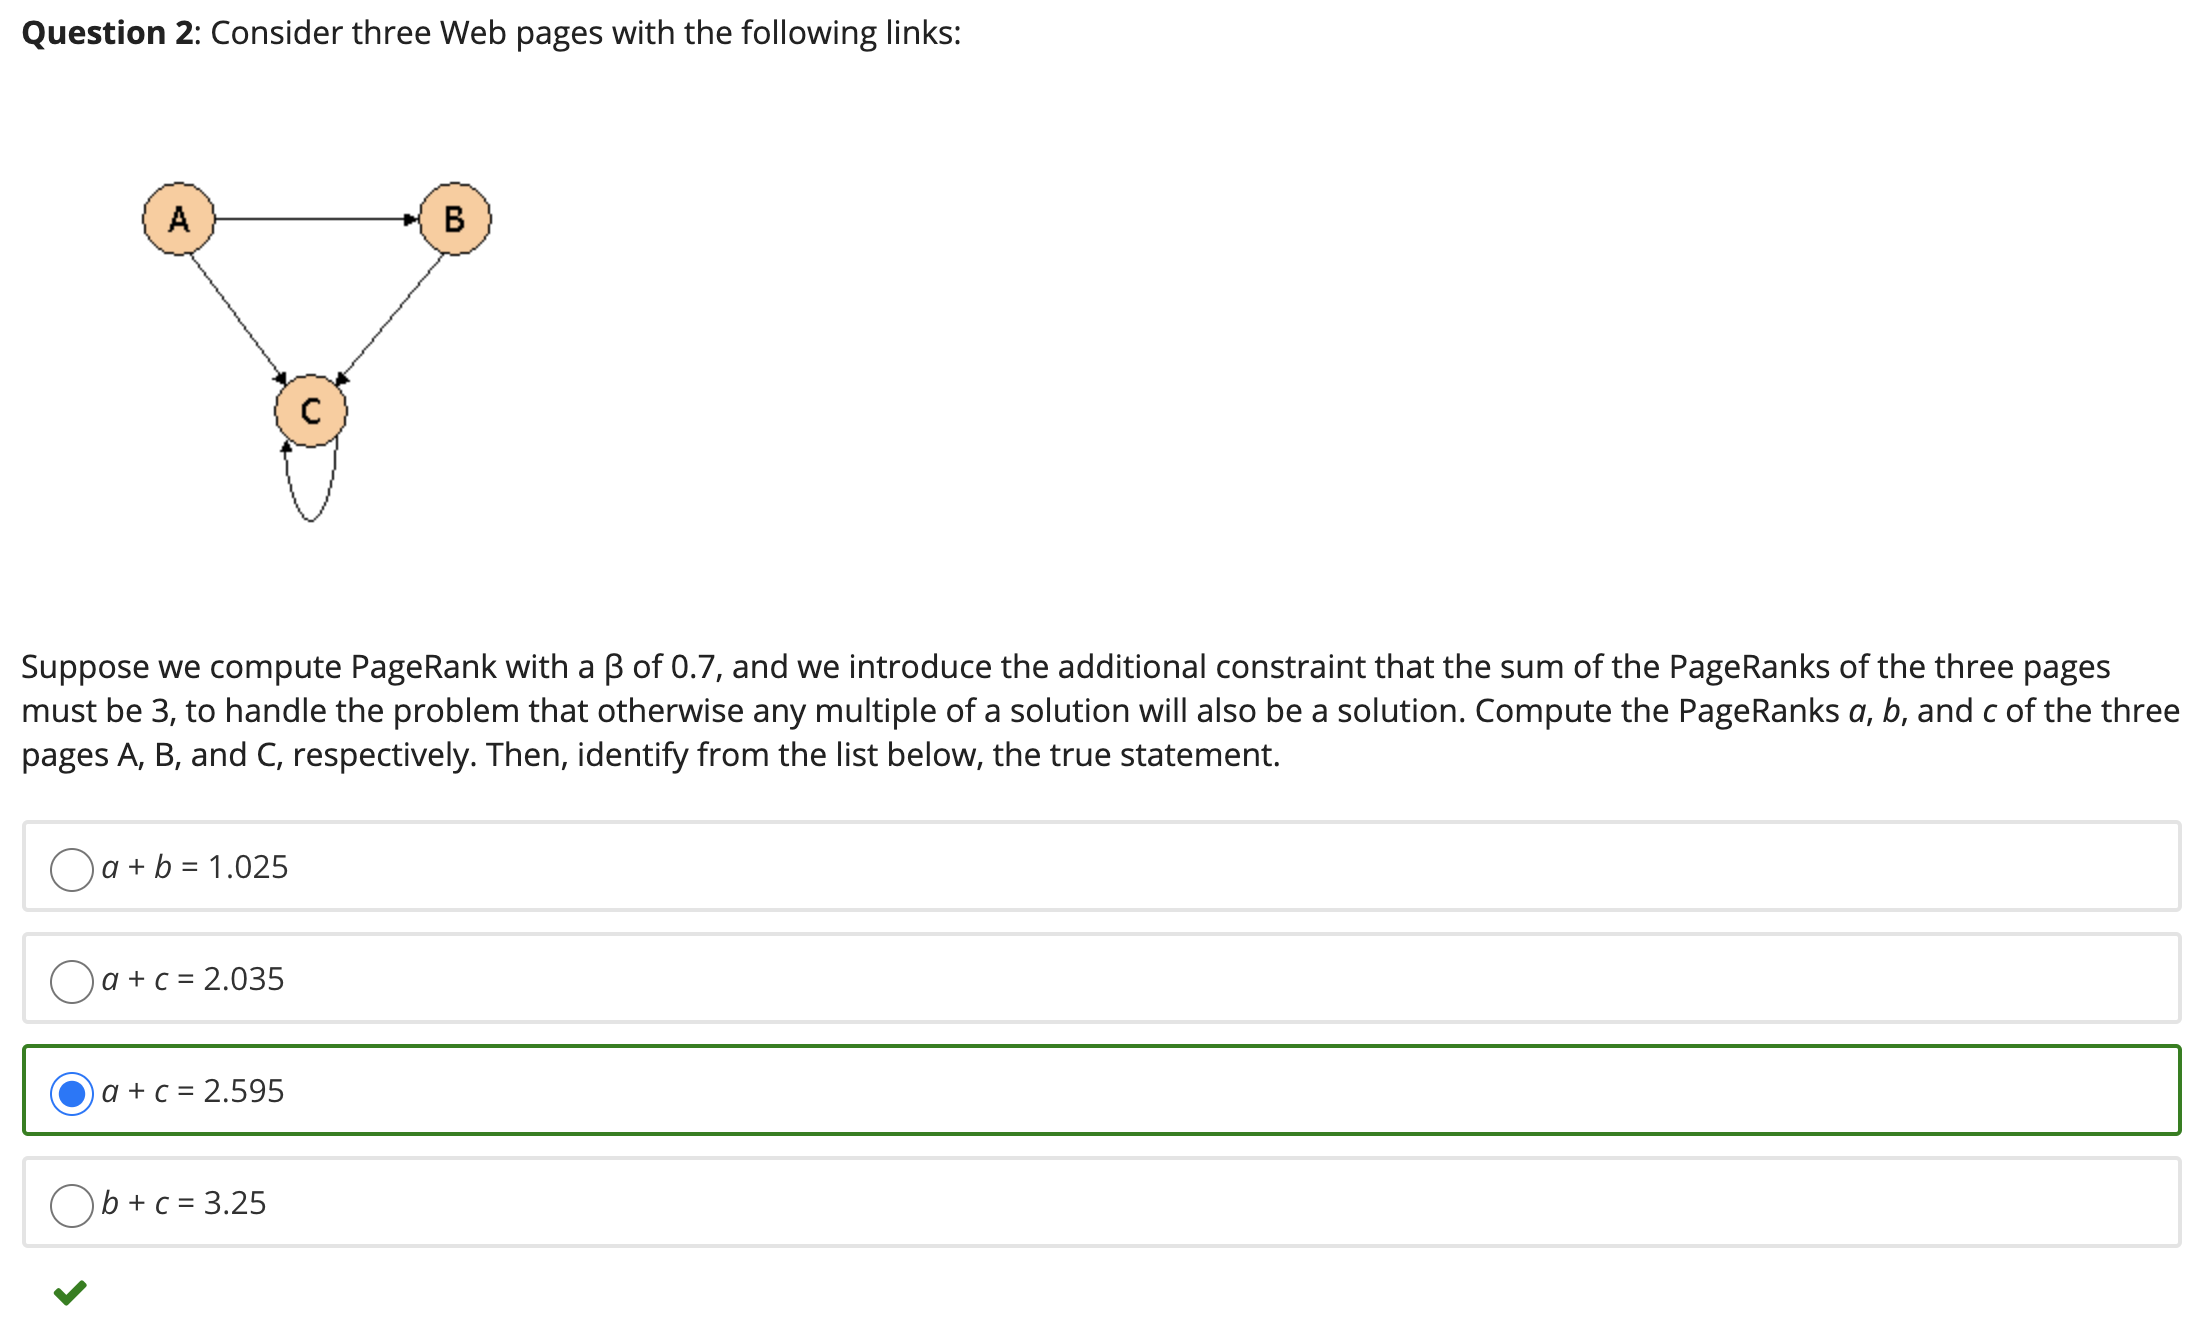 Question 2: Consider three Web pages with the following links:
A
B
C
Suppose we compute PageRank with a β of 0.7, and we introduce the additional constraint that the sum of the PageRanks of the three pages
must be 3, to handle the problem that otherwise any multiple of a solution will also be a solution. Compute the PageRanks a, b, and c of the three
pages A, B, and C, respectively. Then, identify from the list below, the true statement.
a + b = 1.025
a + c = 2.035
a + c = 2.595
b + c = 3.25